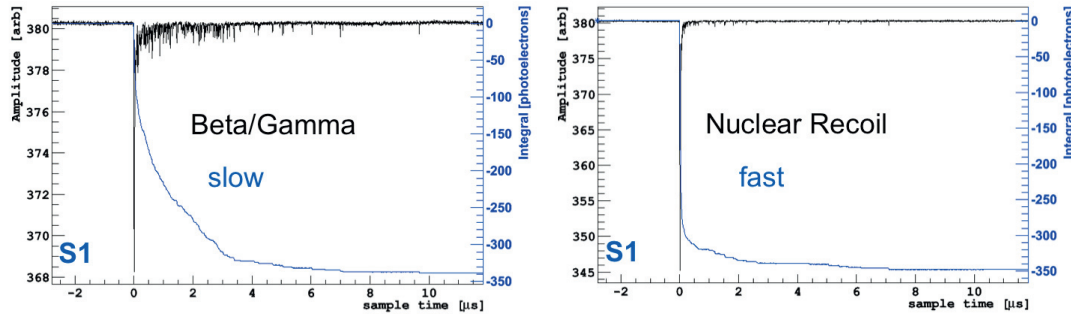 Amplitude [arb]
380
378
376
374
372
370
368
Beta/Gamma
slow
S1
0
-50
-100
-150
-200
-250
-300
-350
Integral [photoelectrons]
-2 0 2 4 6 8 10
sample time [μs]
Amplitude [arb]
380
375
370
365
360
355
350
345
Nuclear Recoil
fast
S1
0
-50
-100
-150
-200
-250
-300
-350
Integral [photoelectrons]
-2 0 2 4 6 8 10
sample time [μs]